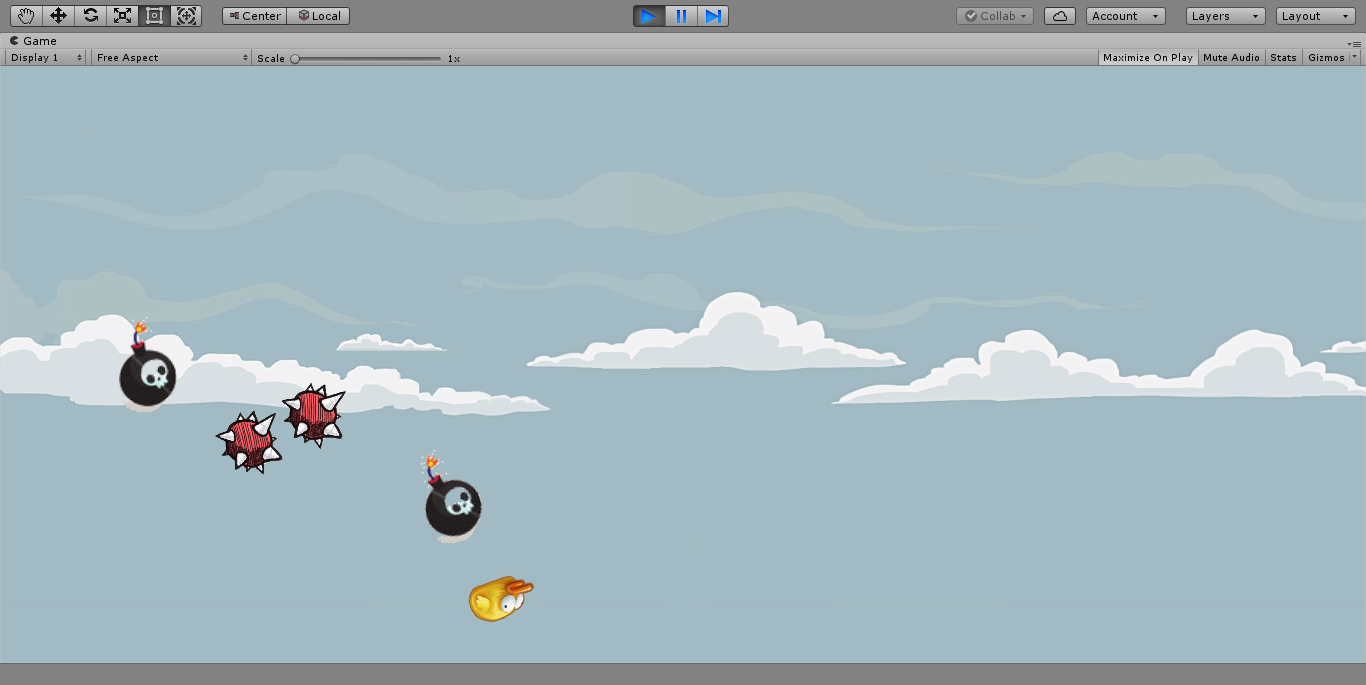 Center Local Collab Account Layers Layout
Game
Display 1 Free Aspect Scale 1x Maximize On Play Mute Audio Stats Gizmos